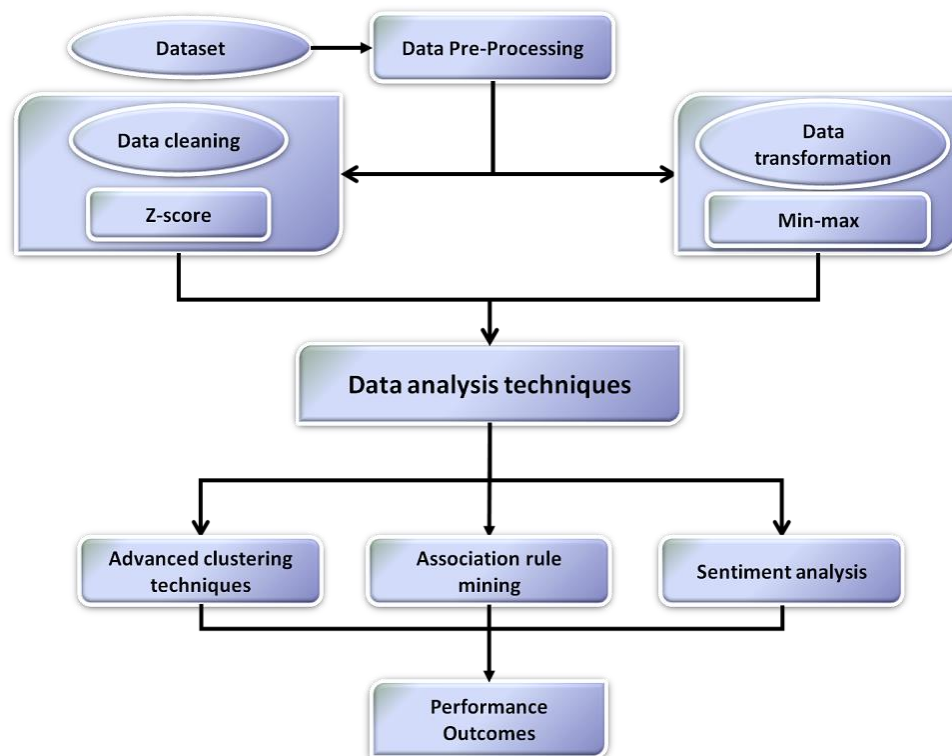 Dataset
Data Pre-Processing
Data cleaning
Z-score
Data
transformation
Min-max
Data analysis techniques
Advanced clustering
techniques
Association rule
mining
Sentiment analysis
Performance
Outcomes